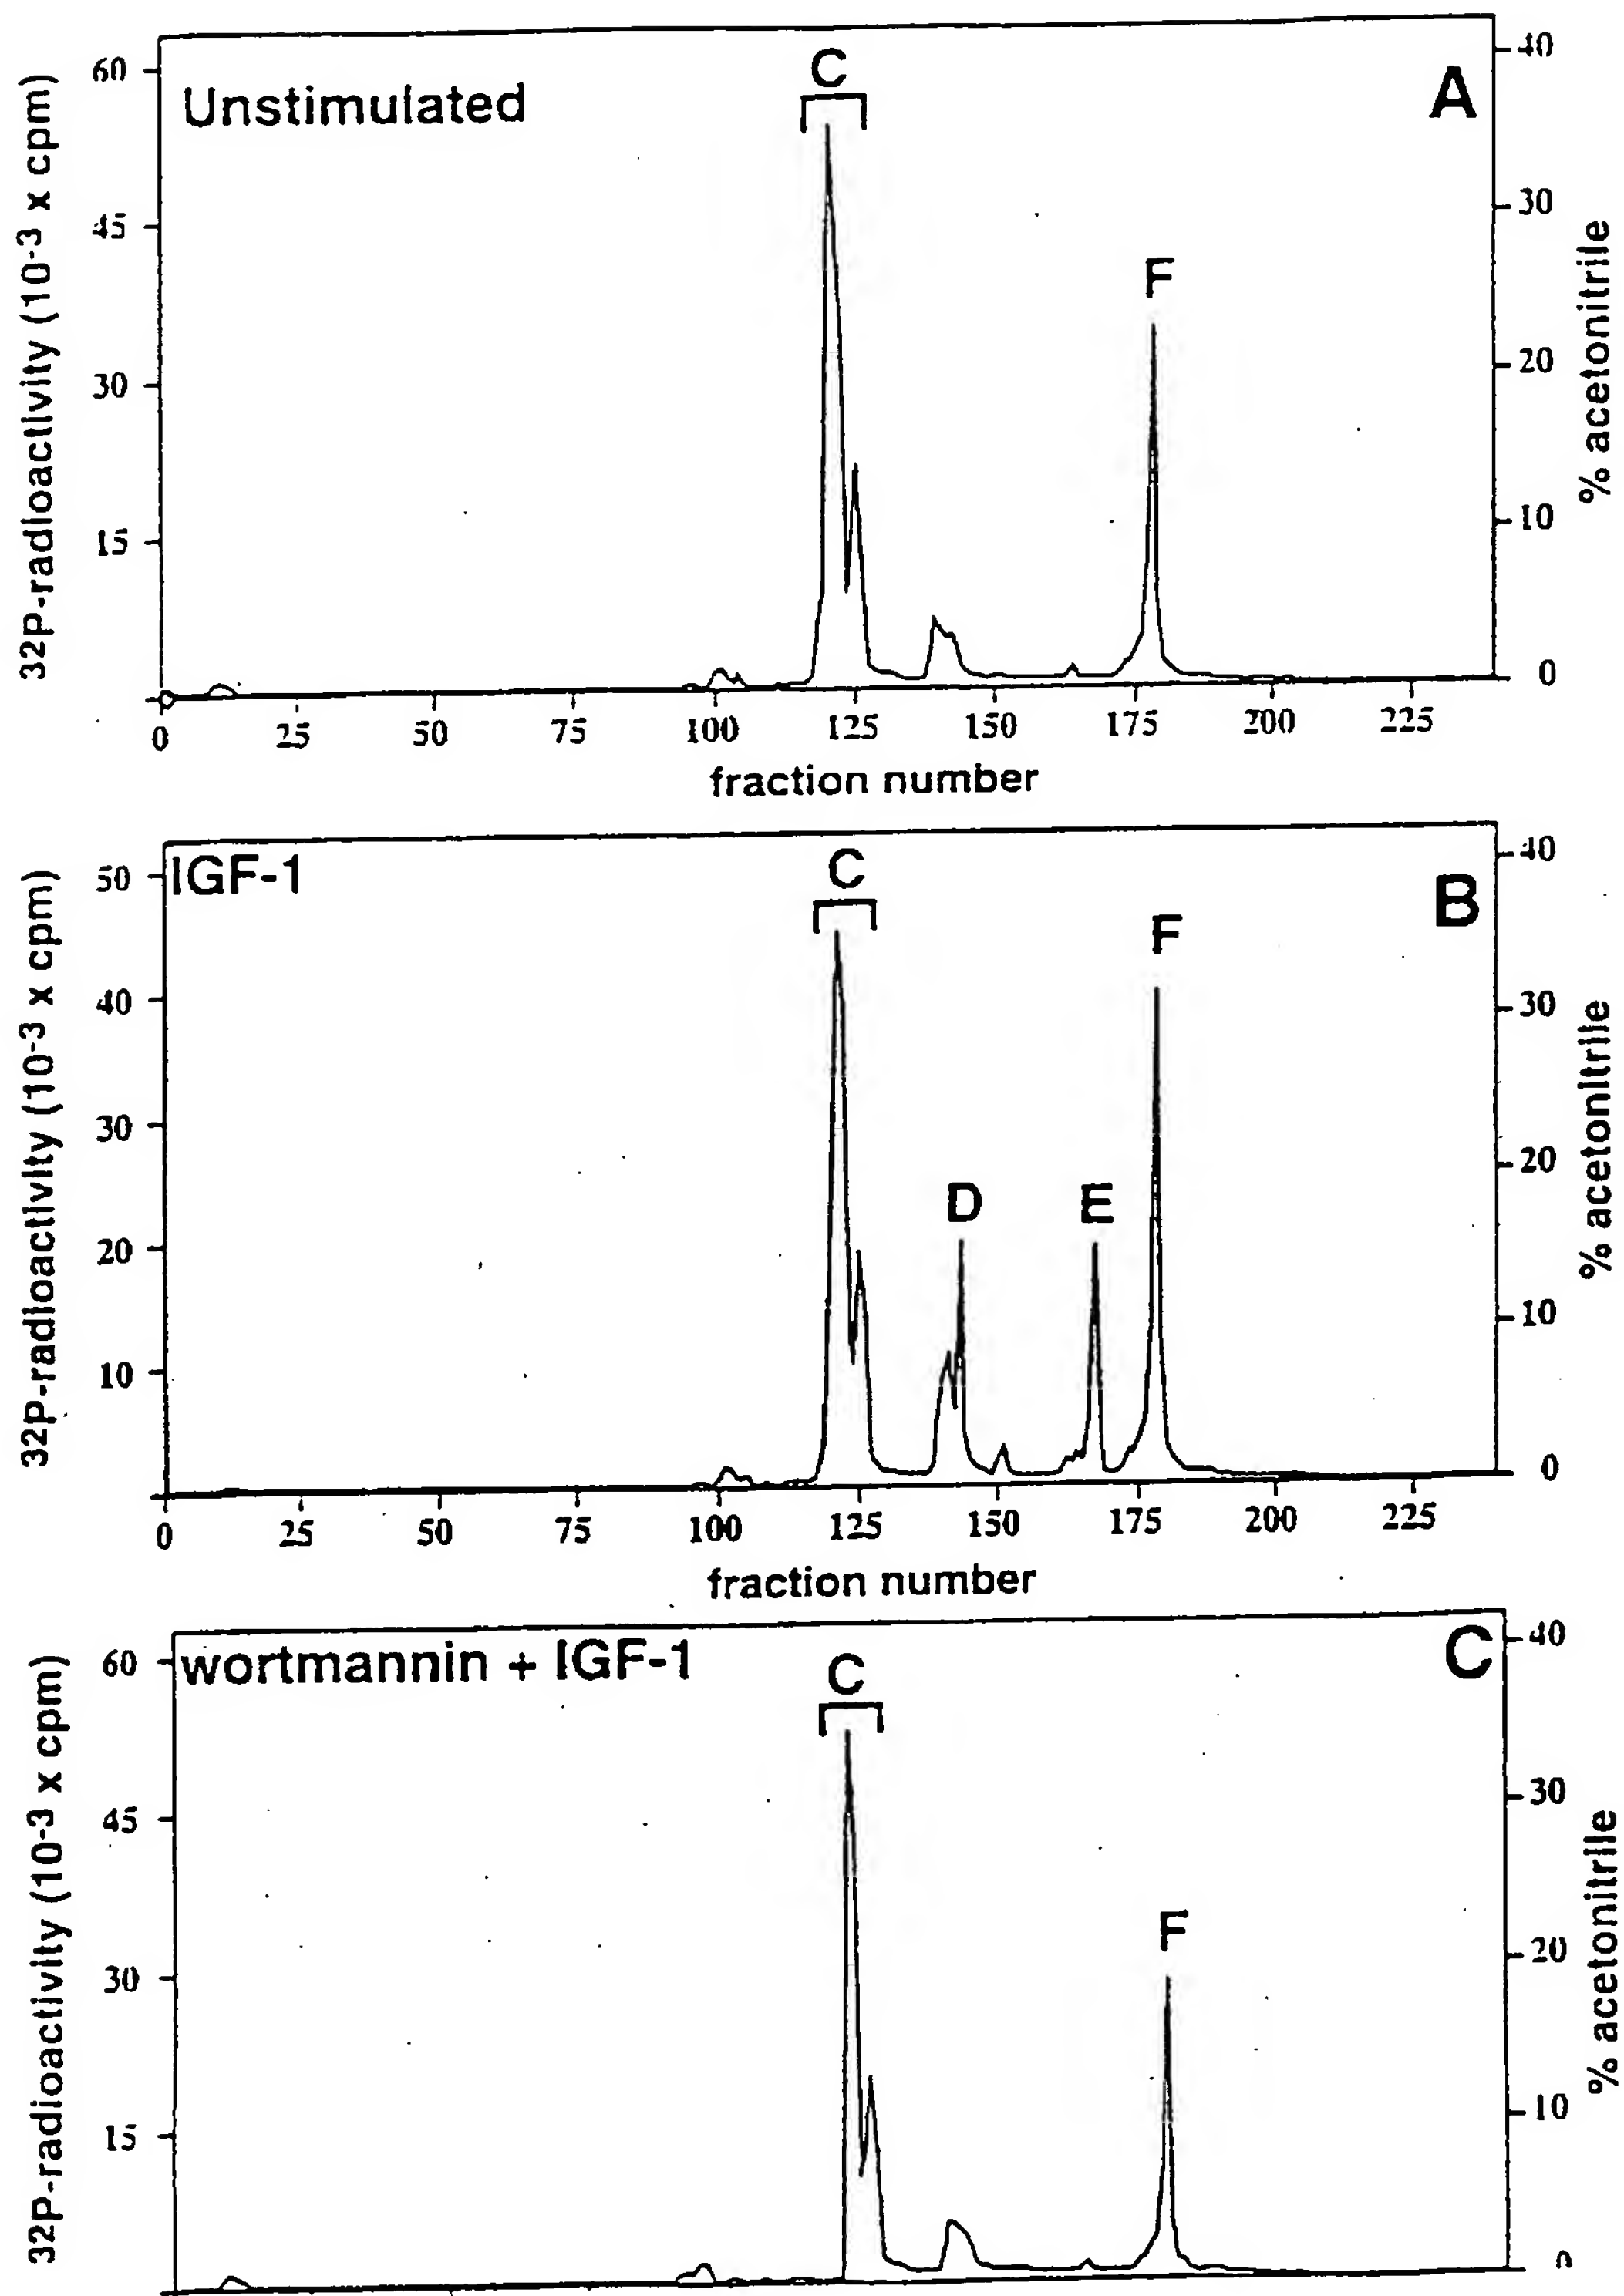 Unstimulated
A
C
F
32P-radioactivity (10-3 x cpm)
60
45
30
15
40
30
20
10
0
% acetonitrile
0 25 50 75 100 125 150 175 200 225
fraction number
IGF-1
B
C
D
E
F
32P-radioactivity (10-3 x cpm)
50
40
30
20
10
40
30
20
10
0
% acetonitrile
0 25 50 75 100 125 150 175 200 225
fraction number
wortmannin + IGF-1
C
C
F
32P-radioactivity (10-3 x cpm)
60
45
30
15
40
30
20
10
0
% acetonitrile